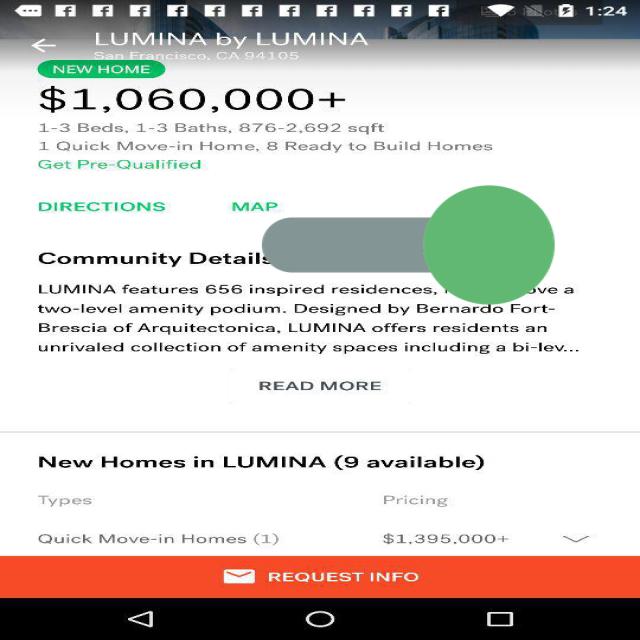 1:24
LUMINA by LUMINA
San Francisco, CA 94105
NEW HOME
$1,060,000+
1-3 Beds, 1-3 Baths, 876-2,692 sqft
1 Quick Move-in Home, 8 Ready to Build Homes
Get Pre-Qualified
DIRECTIONS MAP
Community Details
LUMINA features 656 inspired residences, a
two-level amenity podium. Designed by Bernardo Fort-
Brescia of Arquitectonica, LUMINA offers residents an
unrivaled collection of amenity spaces including a bi-lev...
READ MORE
New Homes in LUMINA (9 available)
Types Pricing
Quick Move-in Homes (1) $1,395,000+
REQUEST INFO